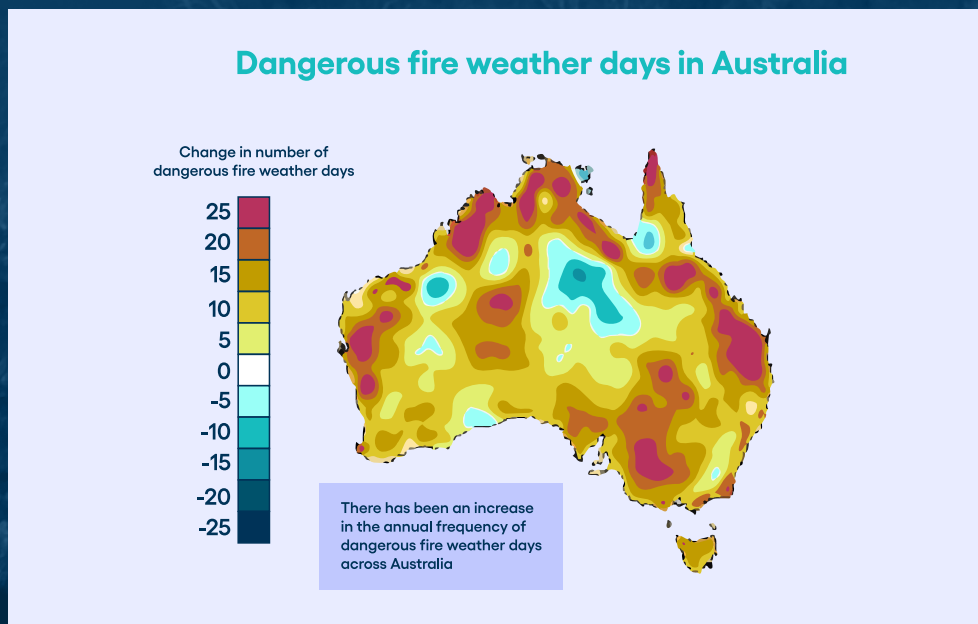 Dangerous fire weather days in Australia
Change in number of
dangerous fire weather days
25
20
15
10
5
0
-5
-10
-15
-20
-25
There has been an increase
in the annual frequency of
dangerous fire weather days
across Australia